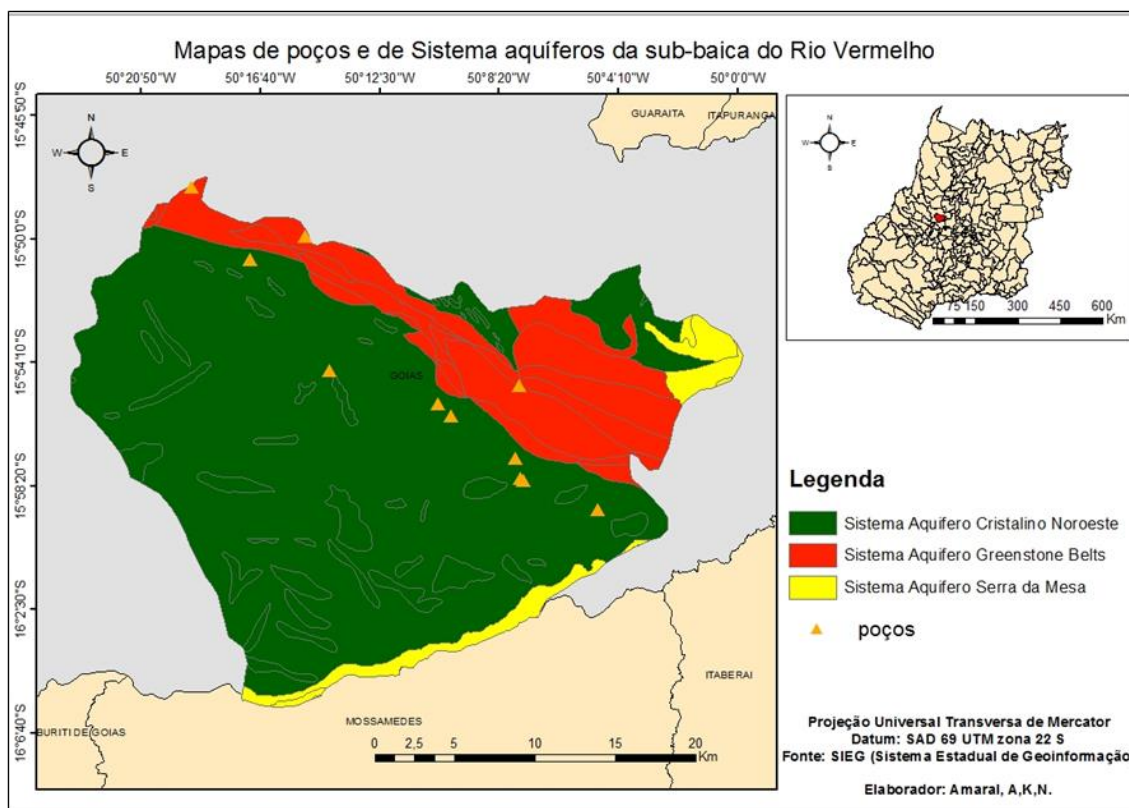 Mapas de poços e de Sistema aquíferos da sub-baica do Rio Vermelho
50°20'50"W 50°16'40"W 50°12'30"W 50°8'20"W 50°4'10"W 50°0'0"W
15°45'50"S
15°50'0"S
15°54'10"S
15°58'20"S
16°2'30"S
16°6'40"S
N
W E
S
GUARAITA
ITAPURANGA
GOIAS
ITABERAI
MOSSAMEDES
BURITI DE GOIAS
0 2,5 5 10 15 20
Km
N
W E
S
0 75 150 300 450 600
Km
Legenda
Sistema Aquifero Cristalino Noroeste
Sistema Aquifero Greenstone Belts
Sistema Aquifero Serra da Mesa
poços
Projeção Universal Transversa de Mercator
Datum: SAD 69 UTM zona 22 S
Fonte: SIEG (Sistema Estadual de Geoinformação
Elaborador: Amaral, A,K,N.